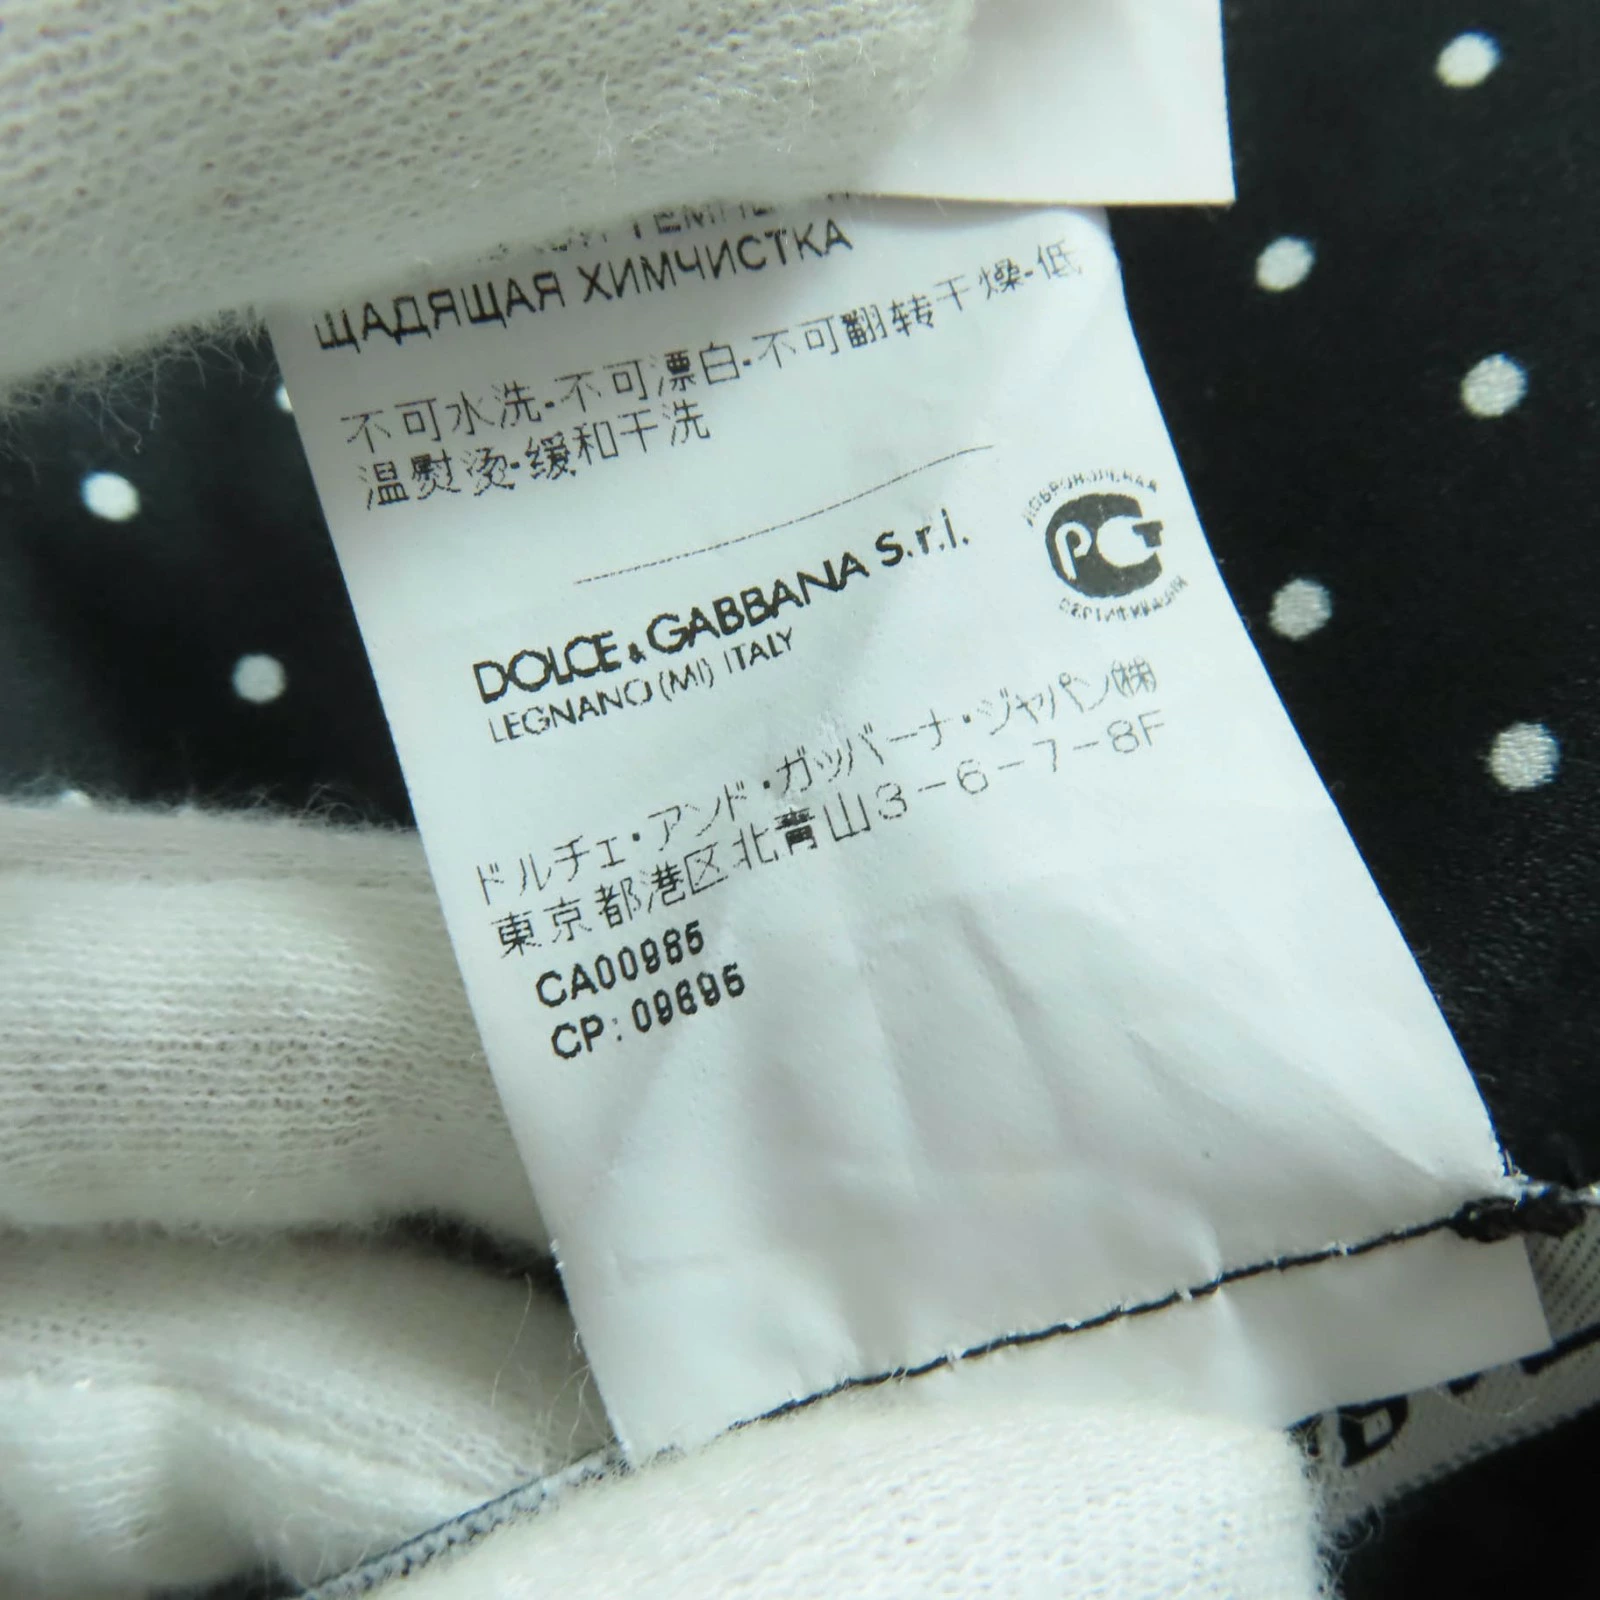 ЩАДЯЩАЯ ХИМЧИСТКА
不可水洗-不可漂白-不可翻转干燥-低
温熨烫-缓和干洗
DOLCE & GABBANA S.r.l.
LEGNANO (MI) ITALY
ДОБРОВОЛЬНАЯ
РСТ
СЕРТИФИКАЦИЯ
ドルチェ・アンド・ガッバーナ・ジャパン㈱
東京都港区北青山3-6-7-8F
CA00985
CP: 09695